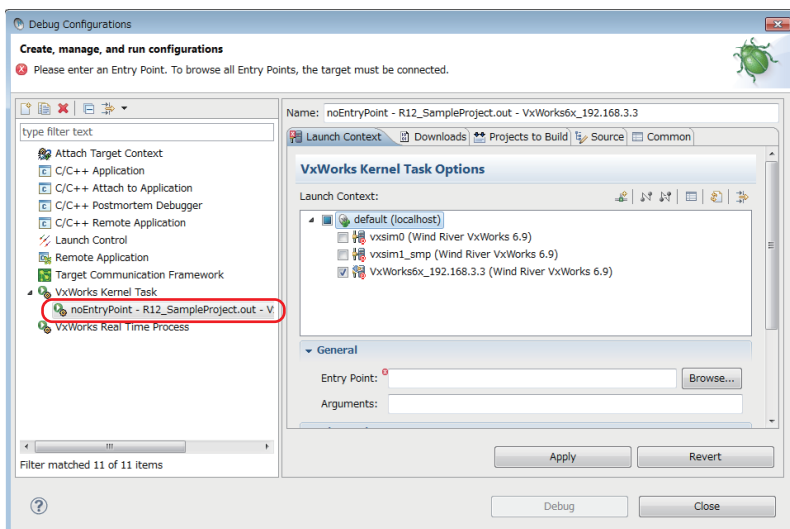 Debug Configurations
Create, manage, and run configurations
Please enter an Entry Point. To browse all Entry Points, the target must be connected.
type filter text
Attach Target Context
C/C++ Application
C/C++ Attach to Application
C/C++ Postmortem Debugger
C/C++ Remote Application
Launch Control
Remote Application
Target Communication Framework
VxWorks Kernel Task
noEntryPoint - R12_SampleProject.out - V
VxWorks Real Time Process
Filter matched 11 of 11 items
Name: noEntryPoint - R12_SampleProject.out - VxWorks6x_192.168.3.3
Launch Context Downloads Projects to Build Source Common
VxWorks Kernel Task Options
Launch Context:
default (localhost)
vxsim0 (Wind River VxWorks 6.9)
vxsim1_smp (Wind River VxWorks 6.9)
VxWorks6x_192.168.3.3 (Wind River VxWorks 6.9)
General
Entry Point: Browse...
Arguments:
Apply Revert
Debug Close